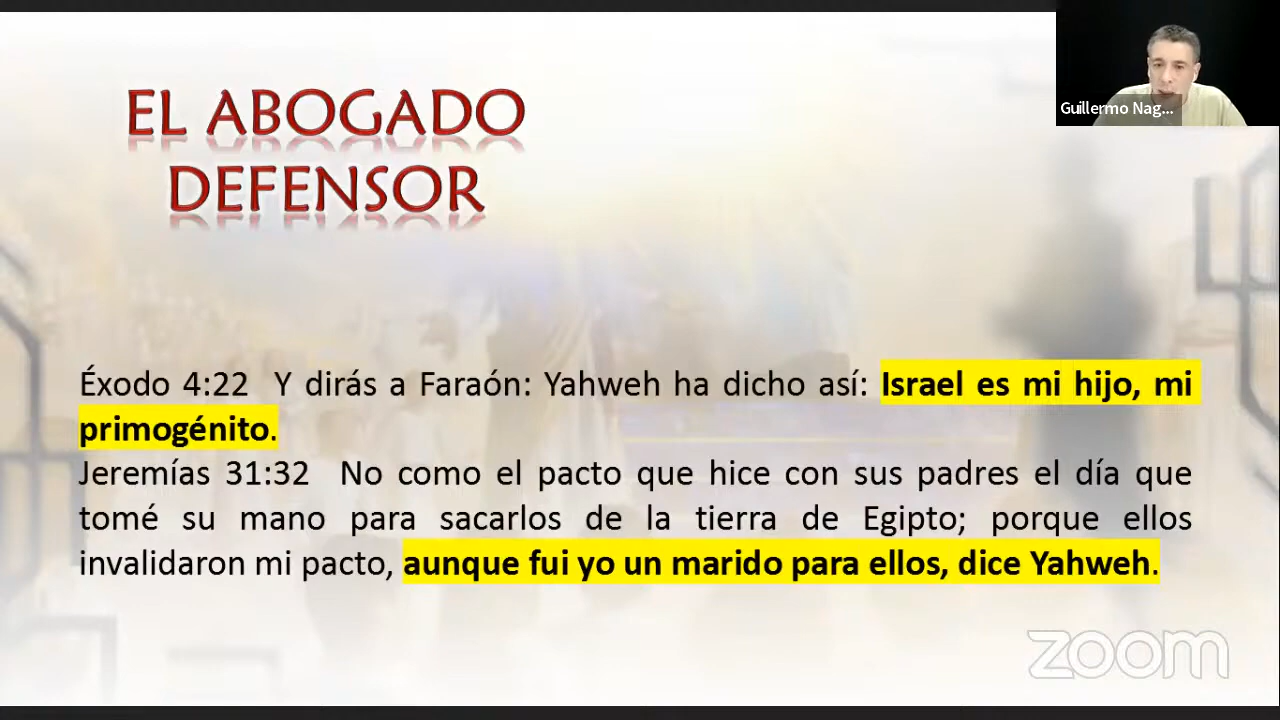 EL ABOGADO
DEFENSOR
Guillermo Nag...
Éxodo 4:22 Y dirás a Faraón: Yahweh ha dicho así: Israel es mi hijo, mi
primogénito.
Jeremías 31:32 No como el pacto que hice con sus padres el día que
tomé su mano para sacarlos de la tierra de Egipto; porque ellos
invalidaron mi pacto, aunque fui yo un marido para ellos, dice Yahweh.
zoom